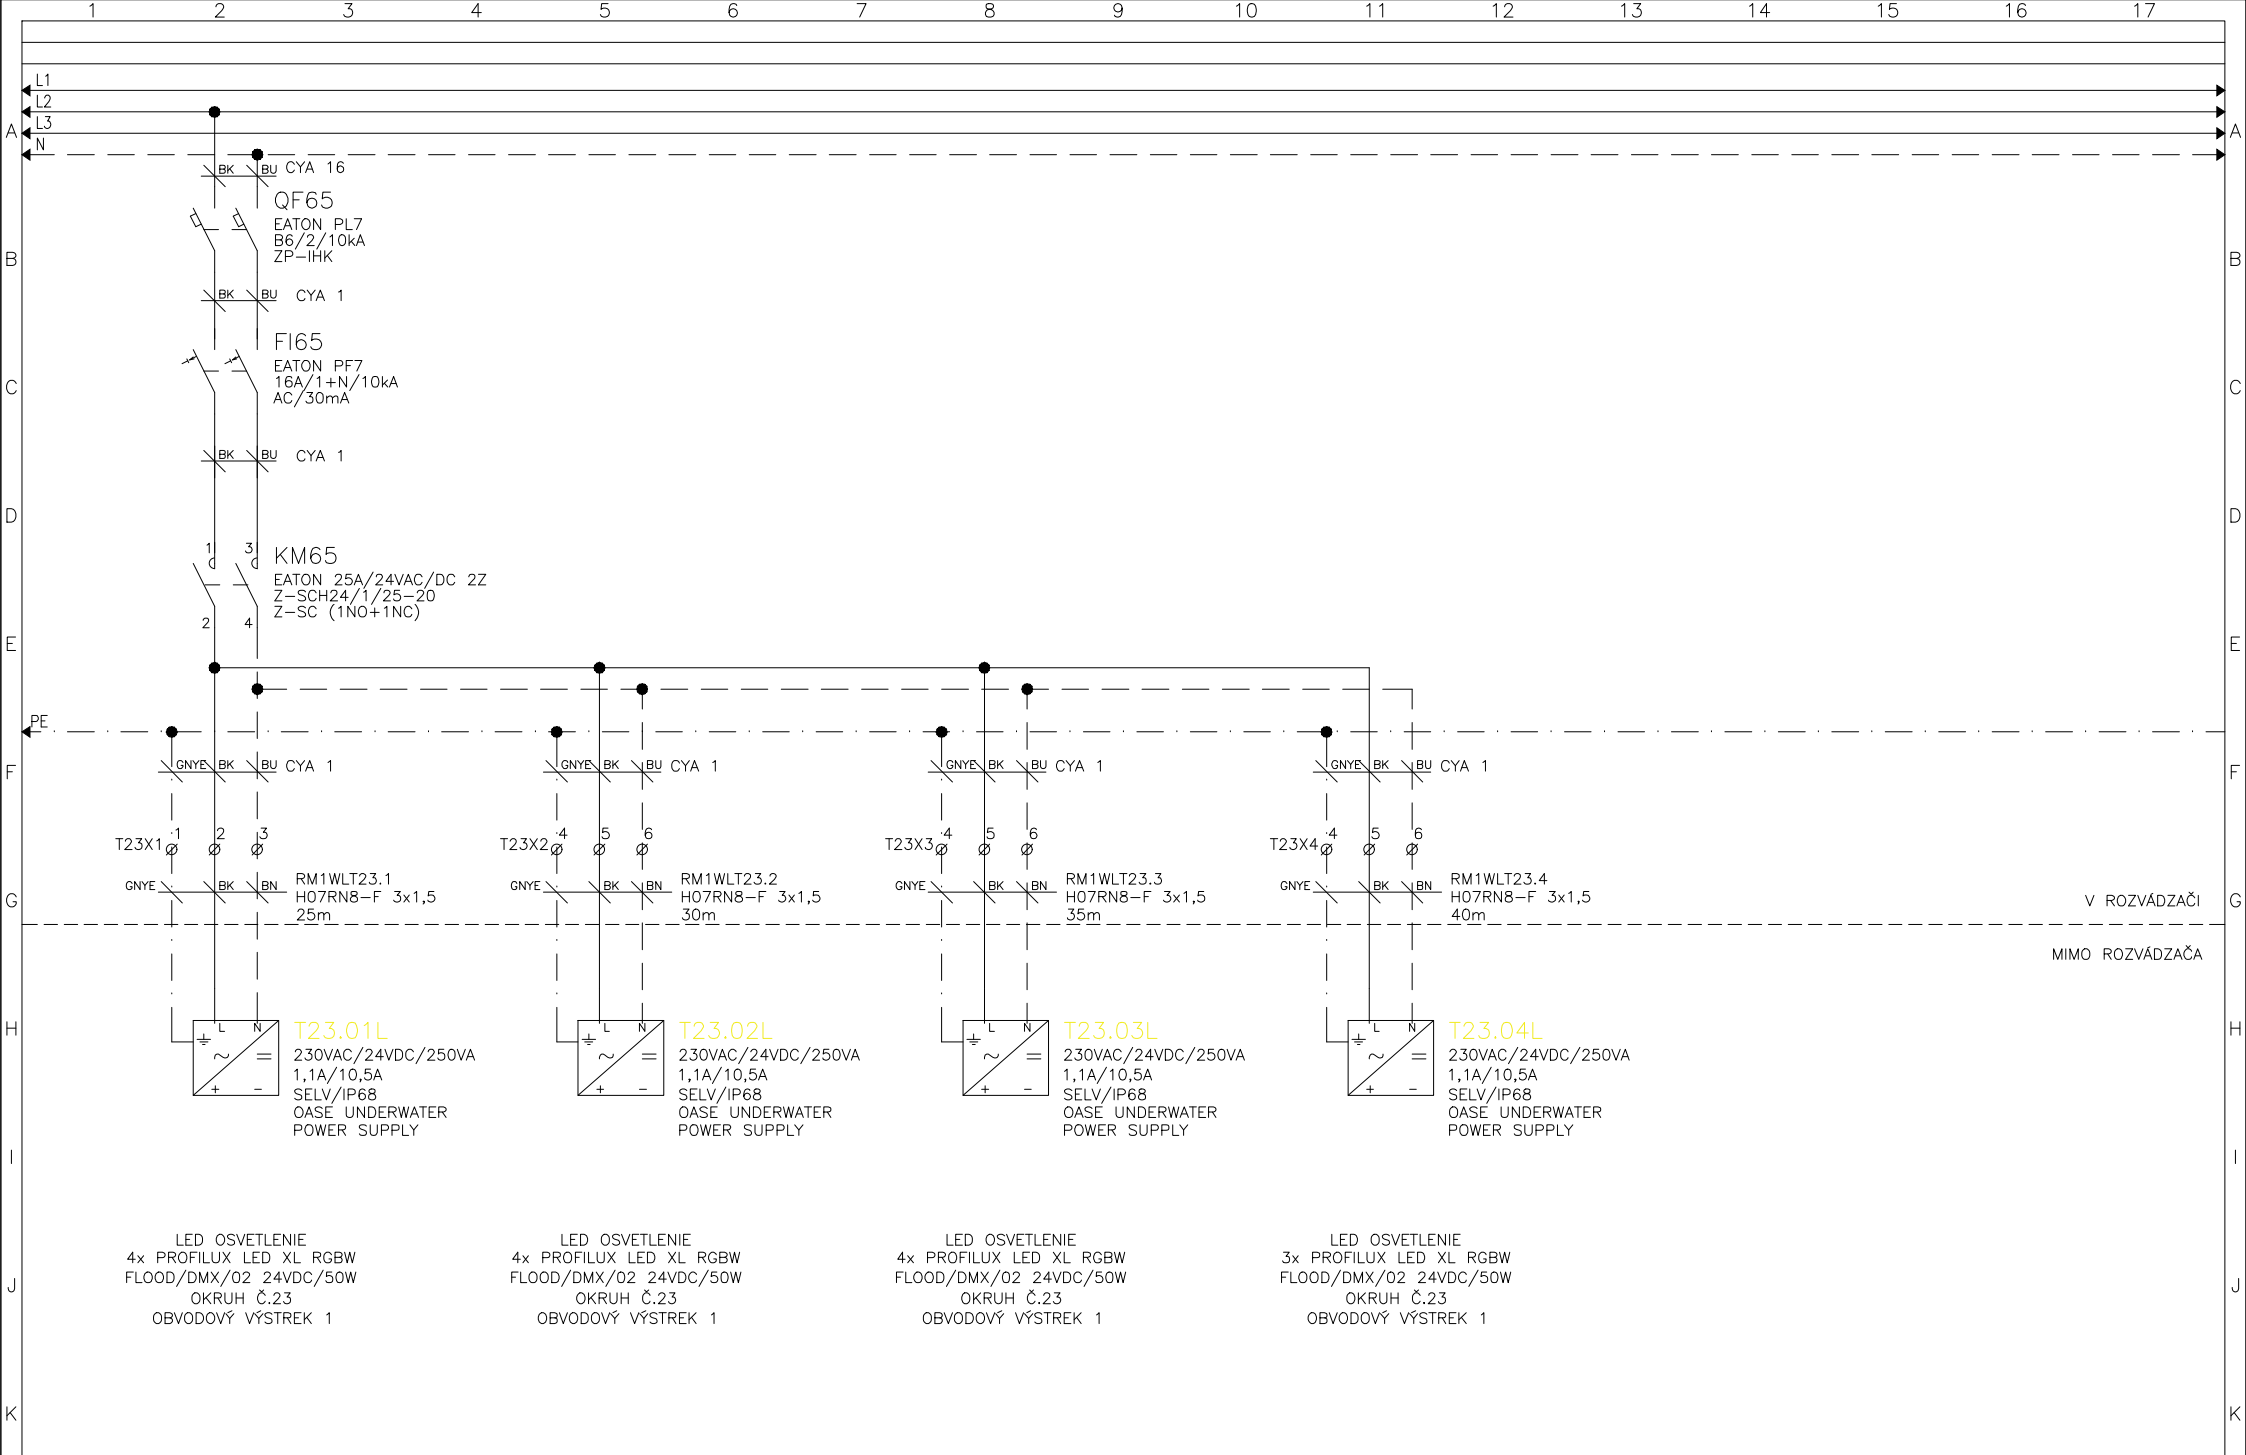 1 2 3 4 5 6 7 8 9 10 11 12 13 14 15 16 17
L1
L2
A L3 A
N
BK BU CYA 16
QF65
EATON PL7
B6/2/10kA
B ZP-IHK B
BK BU CYA 1
FI65
EATON PF7
16A/1+N/10kA
C C
AC/30mA
BK BU CYA 1
D D
1 3 KM65
EATON 25A/24VAC/DC 2Z
Z-SCH24/1/25-20
Z-SC (1NO+1NC)
2 4
E E
PE
F GNYE BK BU CYA 1 GNYE BK BU CYA 1 GNYE BK BU CYA 1 GNYE BK BU CYA 1 F
1 2 3 4 5 6 4 5 6 4 5 6
T23X1 T23X2 T23X3 T23X4
GNYE BK BN RM1WLT23.1 GNYE BK BN RM1WLT23.2 GNYE BK BN RM1WLT23.3 GNYE BK BN RM1WLT23.4
H07RN8-F 3x1,5 H07RN8-F 3x1,5 H07RN8-F 3x1,5 H07RN8-F 3x1,5
G V ROZVÁDZAČI G
25m 30m 35m 40m
MIMO ROZVÁDZAČA
H L N T23.01L L N T23.02L L N T23.03L L N T23.04L H
230VAC/24VDC/250VA 230VAC/24VDC/250VA 230VAC/24VDC/250VA 230VAC/24VDC/250VA
1,1A/10,5A 1,1A/10,5A 1,1A/10,5A 1,1A/10,5A
+ - SELV/IP68 + - SELV/IP68 + - SELV/IP68 + - SELV/IP68
OASE UNDERWATER OASE UNDERWATER OASE UNDERWATER OASE UNDERWATER
POWER SUPPLY POWER SUPPLY POWER SUPPLY POWER SUPPLY
I I
LED OSVETLENIE LED OSVETLENIE LED OSVETLENIE LED OSVETLENIE
4x PROFILUX LED XL RGBW 4x PROFILUX LED XL RGBW 4x PROFILUX LED XL RGBW 3x PROFILUX LED XL RGBW
J FLOOD/DMX/02 24VDC/50W FLOOD/DMX/02 24VDC/50W FLOOD/DMX/02 24VDC/50W FLOOD/DMX/02 24VDC/50W J
OKRUH Č.23 OKRUH Č.23 OKRUH Č.23 OKRUH Č.23
OBVODOVÝ VÝSTREK 1 OBVODOVÝ VÝSTREK 1 OBVODOVÝ VÝSTREK 1 OBVODOVÝ VÝSTREK 1
K K